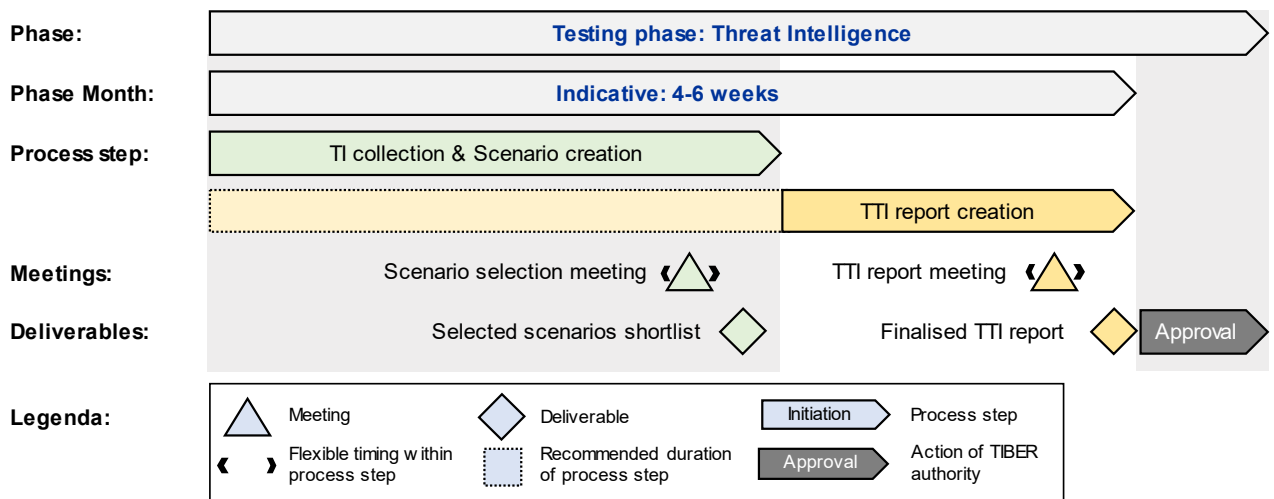 Phase:
Testing phase: Threat Intelligence
Phase Month:
Indicative: 4-6 weeks
Process step:
TI collection & Scenario creation
TTI report creation
Meetings:
Scenario selection meeting
TTI report meeting
Deliverables:
Selected scenarios shortlist
Finalised TTI report
Approval
Legenda:
Meeting
Deliverable
Initiation
Process step
Flexible timing within
process step
Recommended duration
of process step
Approval
Action of TIBER
authority